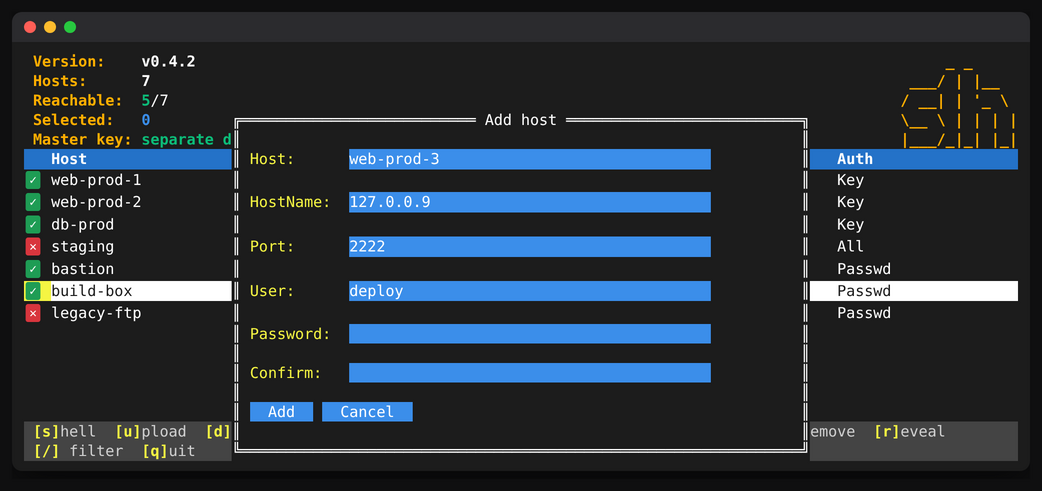 Version: v0.4.2
Hosts: 7
Reachable: 5/7
Selected: 0
Master key: separate d
Add host
Host Auth
web-prod-1 Key
web-prod-2 Key
db-prod Key
staging All
bastion Passwd
build-box Passwd
legacy-ftp Passwd
Host: web-prod-3
HostName: 127.0.0.9
Port: 2222
User: deploy
Password:
Confirm:
Add Cancel
[s]hell [u]pload [d] emove [r]eveal
[/] filter [q]uit